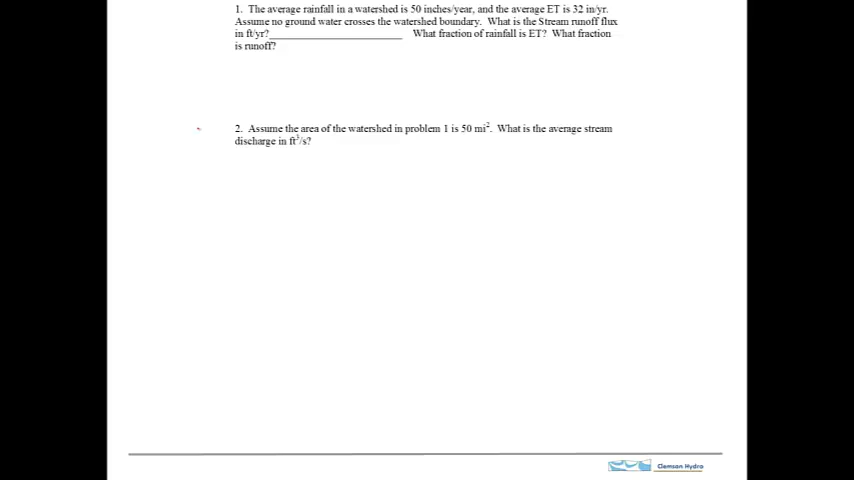 1. The average rainfall in a watershed is 50 inches/year, and the average ET is 32 in/yr.
Assume no ground water crosses the watershed boundary. What is the Stream runoff flux
in ft/yr?__________________________ What fraction of rainfall is ET? What fraction
is runoff?
2. Assume the area of the watershed in problem 1 is 50 mi². What is the average stream
discharge in ft³/s?
Clemson Hydro